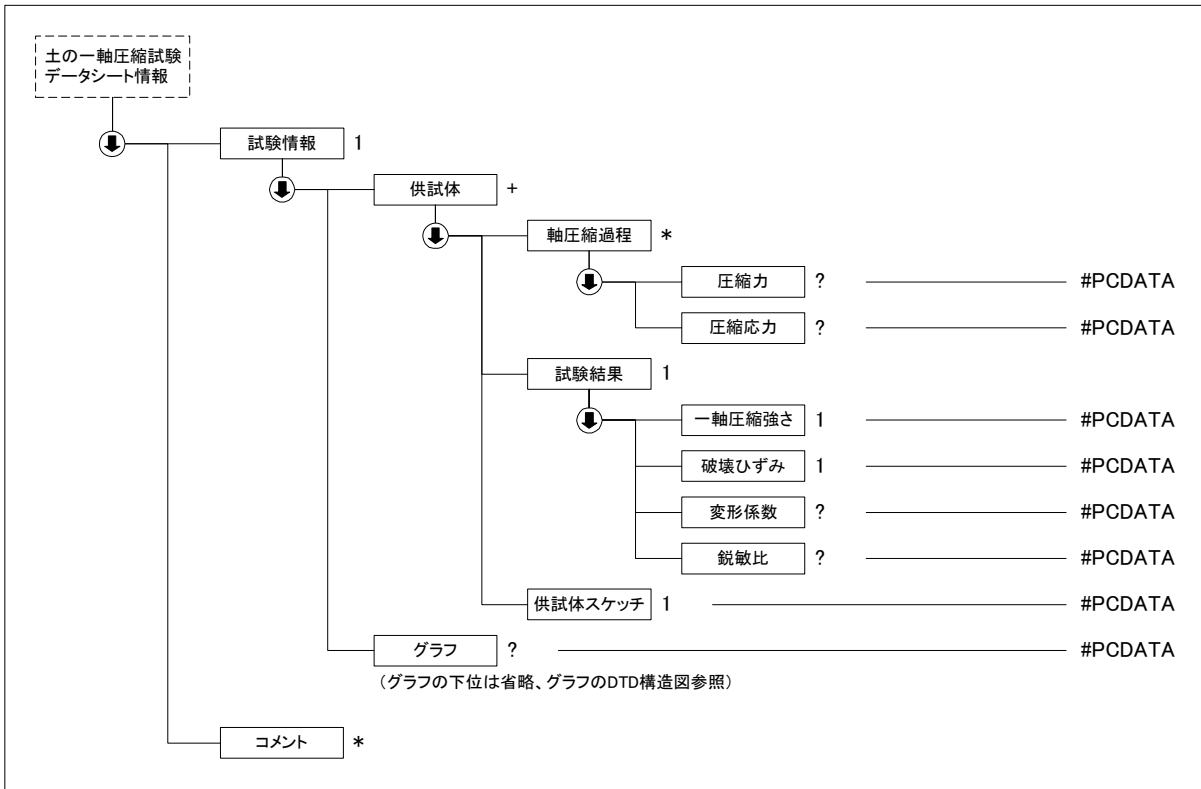 土の一軸圧縮試験
データシート情報
試験情報 1
供試体 +
軸圧縮過程 *
圧縮力 ? #PCDATA
圧縮応力 ? #PCDATA
試験結果 1
一軸圧縮強さ 1 #PCDATA
破壊ひずみ 1 #PCDATA
変形係数 ? #PCDATA
鋭敏比 ? #PCDATA
供試体スケッチ 1 #PCDATA
グラフ ? #PCDATA
（グラフの下位は省略、グラフのDTD構造図参照）
コメント *